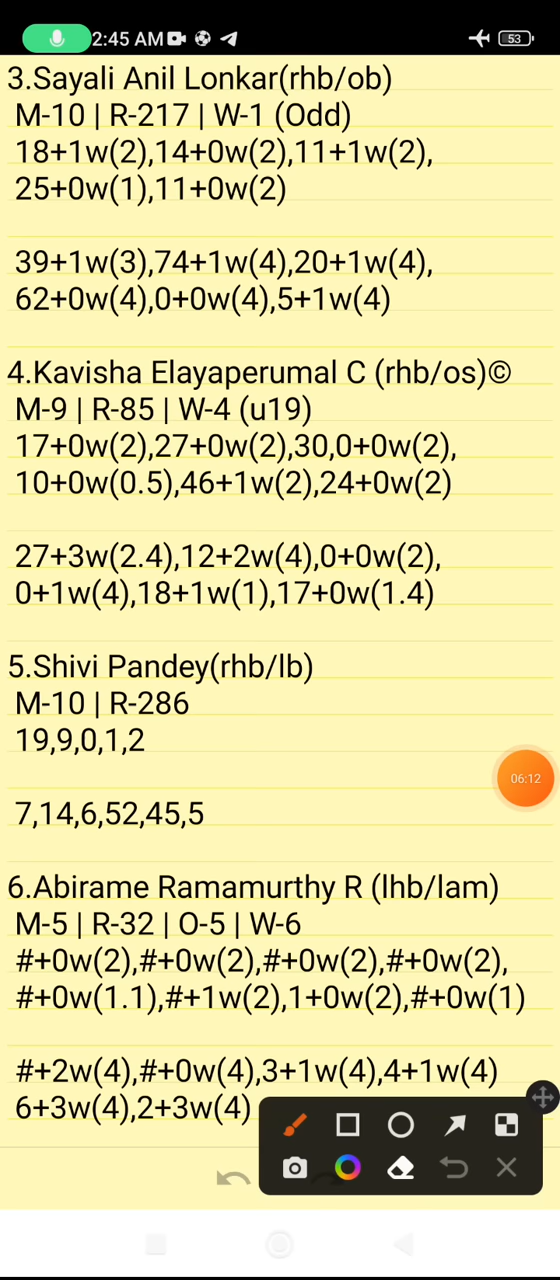 2:45 AM
53
3.Sayali Anil Lonkar(rhb/ob)
M-10 | R-217 | W-1 (Odd)
18+1w(2),14+0w(2),11+1w(2),
25+0w(1),11+0w(2)
39+1w(3),74+1w(4),20+1w(4),
62+0w(4),0+0w(4),5+1w(4)
4.Kavisha Elayaperumal C (rhb/os)©
M-9 | R-85 | W-4 (u19)
17+0w(2),27+0w(2),30,0+0w(2),
10+0w(0.5),46+1w(2),24+0w(2)
27+3w(2.4),12+2w(4),0+0w(2),
0+1w(4),18+1w(1),17+0w(1.4)
5.Shivi Pandey(rhb/lb)
M-10 | R-286
19,9,0,1,2
06:12
7,14,6,52,45,5
6.Abirame Ramamurthy R (lhb/lam)
M-5 | R-32 | O-5 | W-6
#+0w(2),#+0w(2),#+0w(2),#+0w(2),
#+0w(1.1),#+1w(2),1+0w(2),#+0w(1)
#+2w(4),#+0w(4),3+1w(4),4+1w(4)
6+3w(4),2+3w(4)